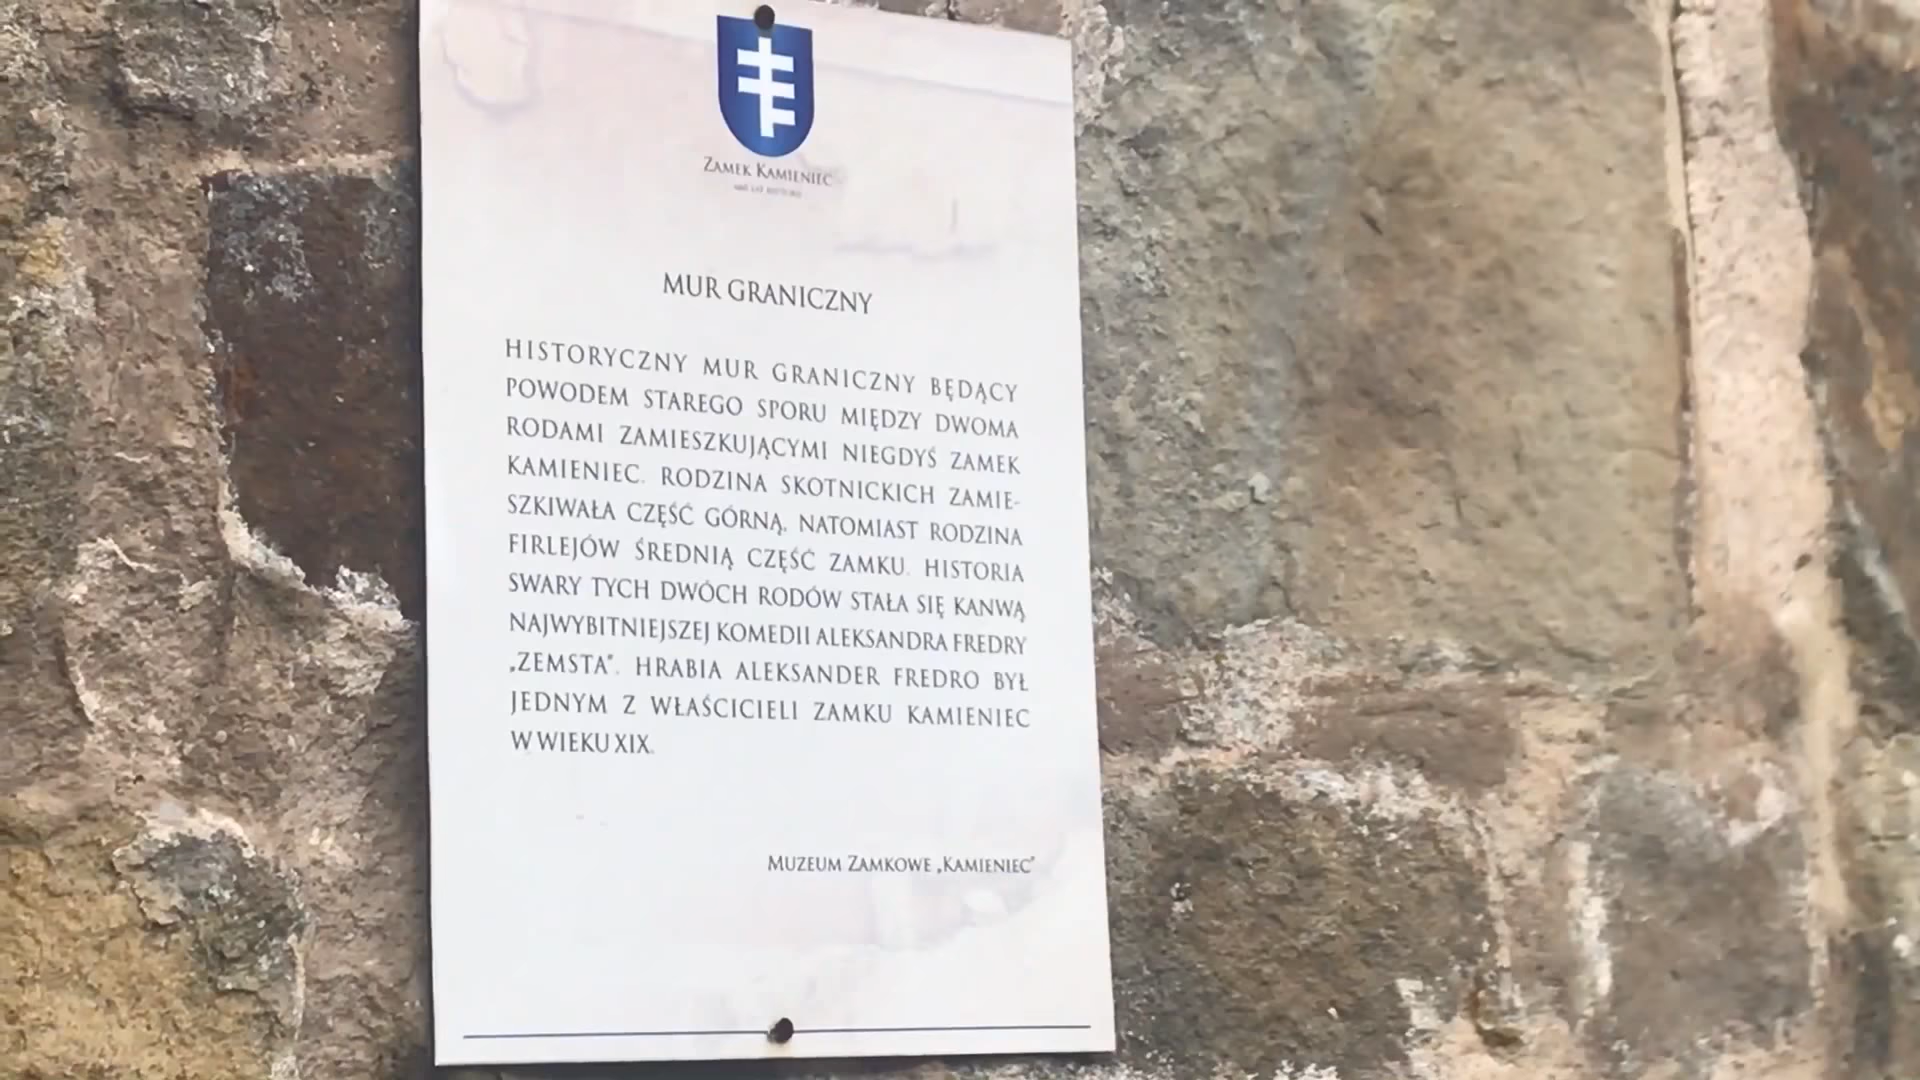 ZAMEK KAMIENIEC
MUR GRANICZNY
HISTORYCZNY MUR GRANICZNY BĘDĄCY
POWODEM STAREGO SPORU MIĘDZY DWOMA
RODAMI ZAMIESZKUJĄCYMI NIEGDYŚ ZAMEK
KAMIENIEC. RODZINA SKOTNICKICH ZAMIE-
SZKIWAŁA CZĘŚĆ GÓRNĄ, NATOMIAST RODZINA
FIRLEJÓW ŚREDNIĄ CZĘŚĆ ZAMKU. HISTORIA
SWARY TYCH DWÓCH RODÓW STAŁA SIĘ KANWĄ
NAJWYBITNIEJSZEJ KOMEDII ALEKSANDRA FREDRY
„ZEMSTA”. HRABIA ALEKSANDER FREDRO BYŁ
JEDNYM Z WŁAŚCICIELI ZAMKU KAMIENIEC
W WIEKU XIX.
MUZEUM ZAMKOWE „KAMIENIEC”